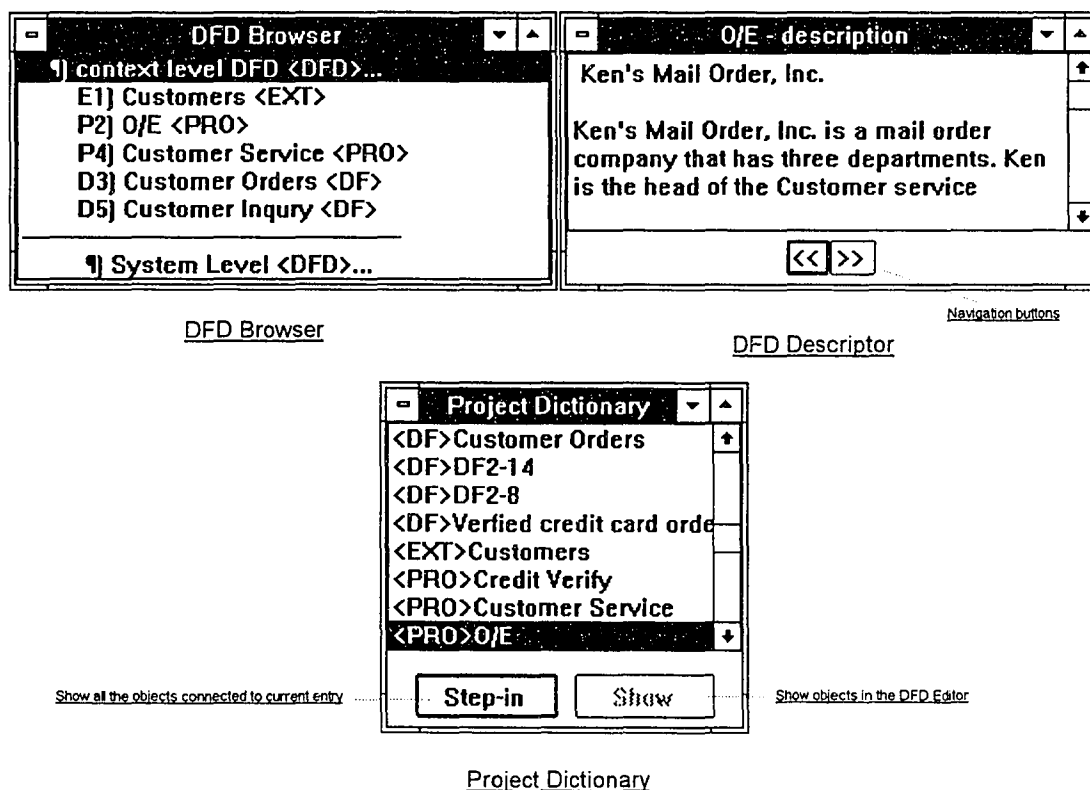 DFD Browser
¶) context level DFD <DFD>...
E1) Customers <EXT>
P2) O/E <PRO>
P4) Customer Service <PRO>
D3) Customer Orders <DF>
D5) Customer Inqury <DF>
¶) System Level <DFD>...
DFD Browser
O/E - description
Ken's Mail Order, Inc.
Ken's Mail Order, Inc. is a mail order
company that has three departments. Ken
is the head of the Customer service
<< >>
Navigation buttons
DFD Descriptor
Project Dictionary
<DF>Customer Orders
<DF>DF2-14
<DF>DF2-8
<DF>Verfied credit card orde
<EXT>Customers
<PRO>Credit Verify
<PRO>Customer Service
<PRO>O/E
Show all the objects connected to current entry
Step-in
Show
Show objects in the DFD Editor
Project Dictionary